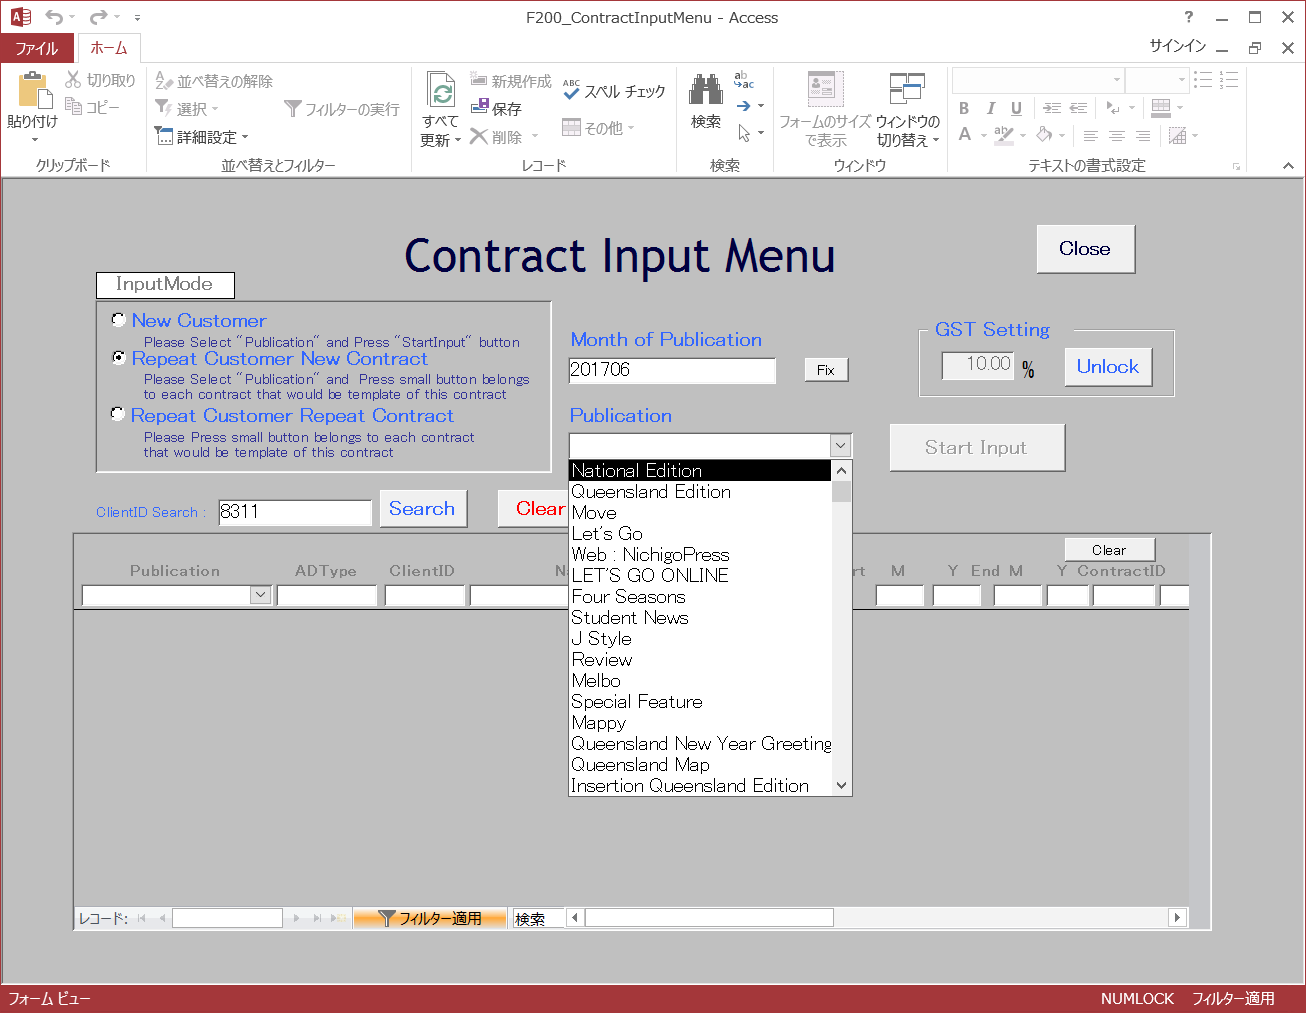 F200_ContractInputMenu - Access
?
ファイル
ホーム
サインイン
貼り付け
切り取り
コピー
クリップボード
並べ替えの解除
選択
詳細設定
フィルターの実行
並べ替えとフィルター
すべて
更新
新規作成
保存
削除
ABC
スペル チェック
その他
レコード
検索
ab
ac
検索
フォームのサイズ
で表示
ウィンドウの
切り替え
ウィンドウ
B I U
A ab
テキストの書式設定
Contract Input Menu
Close
InputMode
New Customer
Please Select "Publication" and Press "StartInput" button
Repeat Customer New Contract
Please Select "Publication" and Press small button belongs
to each contract that would be template of this contract
Repeat Customer Repeat Contract
Please Press small button belongs to each contract
that would be template of this contract
Month of Publication
201706
Fix
GST Setting
10.00 %
Unlock
Publication
Start Input
National Edition
Queensland Edition
Move
Let's Go
Web : NichigoPress
LET'S GO ONLINE
Four Seasons
Student News
J Style
Review
Melbo
Special Feature
Mappy
Queensland New Year Greeting
Queensland Map
Insertion Queensland Edition
ClientID Search :
8311
Search
Clear
Clear
Publication ADType ClientID
M Y End M Y ContractID
レコード:
フィルター適用
検索
フォーム ビュー
NUMLOCK フィルター適用